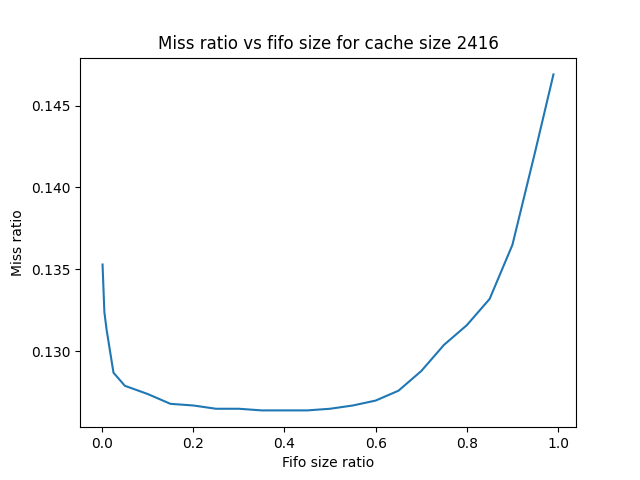 Miss ratio vs fifo size for cache size 2416
0.145
0.140
0.135
0.130
Miss ratio
0.0 0.2 0.4 0.6 0.8 1.0
Fifo size ratio